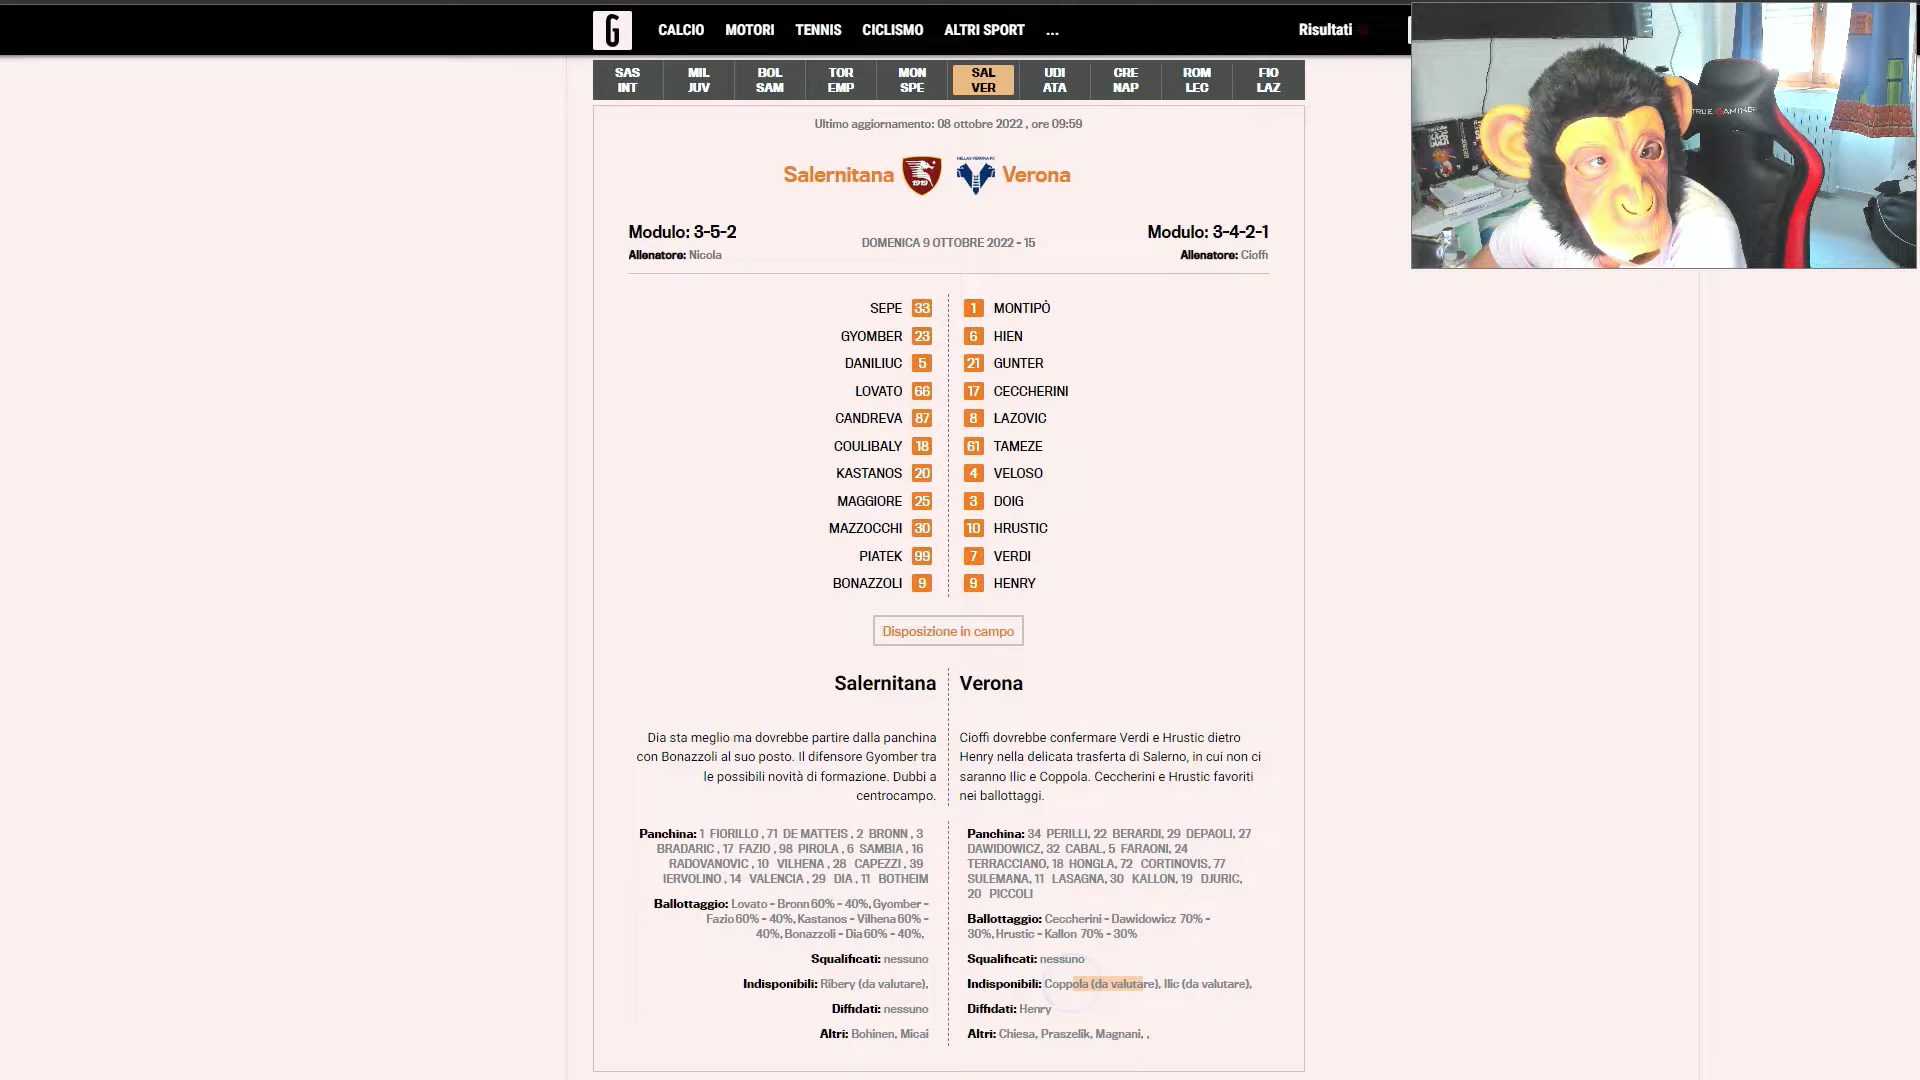 G CALCIO MOTORI TENNIS CICLISMO ALTRI SPORT ... Risultati
SAS MIL BOL TOR MON SAL UDI CRE ROM FIO
INT JUV SAM EMP SPE VER ATA NAP LEC LAZ
Ultimo aggiornamento: 08 ottobre 2022 , ore 09:59
Salernitana 1919 HELLAS VERONA FC Verona
Modulo: 3-5-2
Allenatore: Nicola
DOMENICA 9 OTTOBRE 2022 - 15
Modulo: 3-4-2-1
Allenatore: Cioffi
SEPE 33 1 MONTIPÒ
GYOMBER 23 6 HIEN
DANILIUC 5 21 GUNTER
LOVATO 66 17 CECCHERINI
CANDREVA 87 8 LAZOVIC
COULIBALY 18 61 TAMEZE
KASTANOS 20 4 VELOSO
MAGGIORE 25 3 DOIG
MAZZOCCHI 30 10 HRUSTIC
PIATEK 99 7 VERDI
BONAZZOLI 9 9 HENRY
Disposizione in campo
Salernitana
Dia sta meglio ma dovrebbe partire dalla panchina
con Bonazzoli al suo posto. Il difensore Gyomber tra
le possibili novità di formazione. Dubbi a
centrocampo.
Panchina: 1 FIORILLO , 71 DE MATTEIS , 2 BRONN , 3
BRADARIC , 17 FAZIO , 98 PIROLA , 6 SAMBIA , 16
RADOVANOVIC , 10 VILHENA , 28 CAPEZZI , 39
IERVOLINO , 14 VALENCIA , 29 DIA , 11 BOTHEIM
Ballottaggio: Lovato - Bronn 60% - 40%, Gyomber -
Fazio 60% - 40%, Kastanos - Vilhena 60% -
40%, Bonazzoli - Dia 60% - 40%,
Squalificati: nessuno
Indisponibili: Ribery (da valutare),
Diffidati: nessuno
Altri: Bohinen, Micai
Verona
Cioffi dovrebbe confermare Verdi e Hrustic dietro
Henry nella delicata trasferta di Salerno, in cui non ci
saranno Ilic e Coppola. Ceccherini e Hrustic favoriti
nei ballottaggi.
Panchina: 34 PERILLI, 22 BERARDI, 29 DEPAOLI, 27
DAWIDOWICZ, 32 CABAL, 5 FARAONI, 24
TERRACCIANO, 18 HONGLA, 72 CORTINOVIS, 77
SULEMANA, 11 LASAGNA, 30 KALLON, 19 DJURIC,
20 PICCOLI
Ballottaggio: Ceccherini - Dawidowicz 70% -
30%, Hrustic - Kallon 70% - 30%
Squalificati: nessuno
Indisponibili: Coppola (da valutare), Ilic (da valutare),
Diffidati: Henry
Altri: Chiesa, Praszelik, Magnani, ,
TRUE GAMING